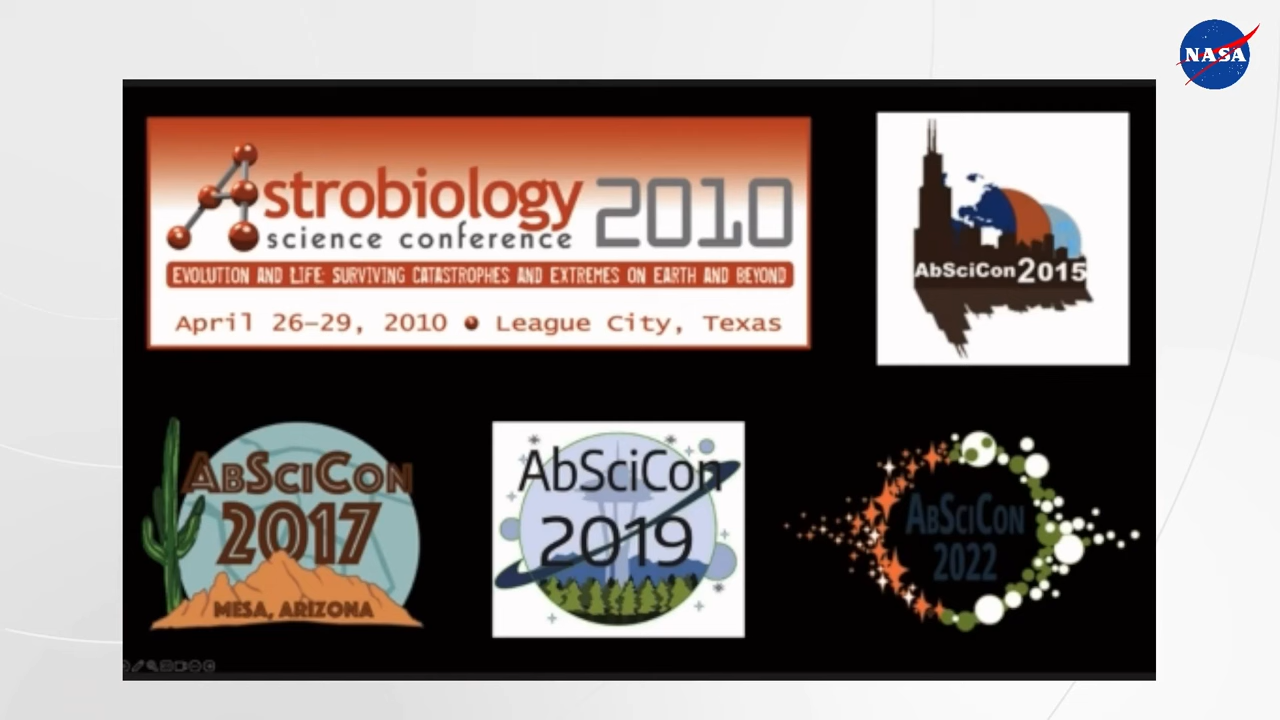 NASA
Astrobiology 2010
science conference
EVOLUTION AND LIFE: SURVIVING CATASTROPHES AND EXTREMES ON EARTH AND BEYOND
April 26–29, 2010 • League City, Texas
AbSciCon2015
ABSCICON
2017
MESA, ARIZONA
AbSciCon
2019
ABSCICON
2022